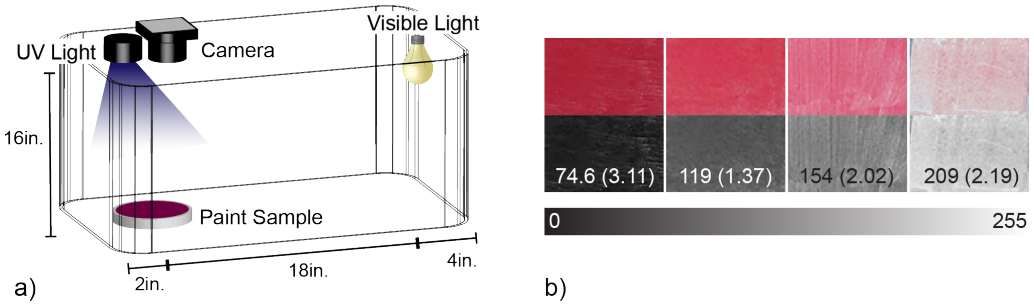 Visible Light
UV Light
Camera
16in.
Paint Sample
2in.
18in.
4in.
a)
74.6 (3.11)
119 (1.37)
154 (2.02)
209 (2.19)
0
255
b)